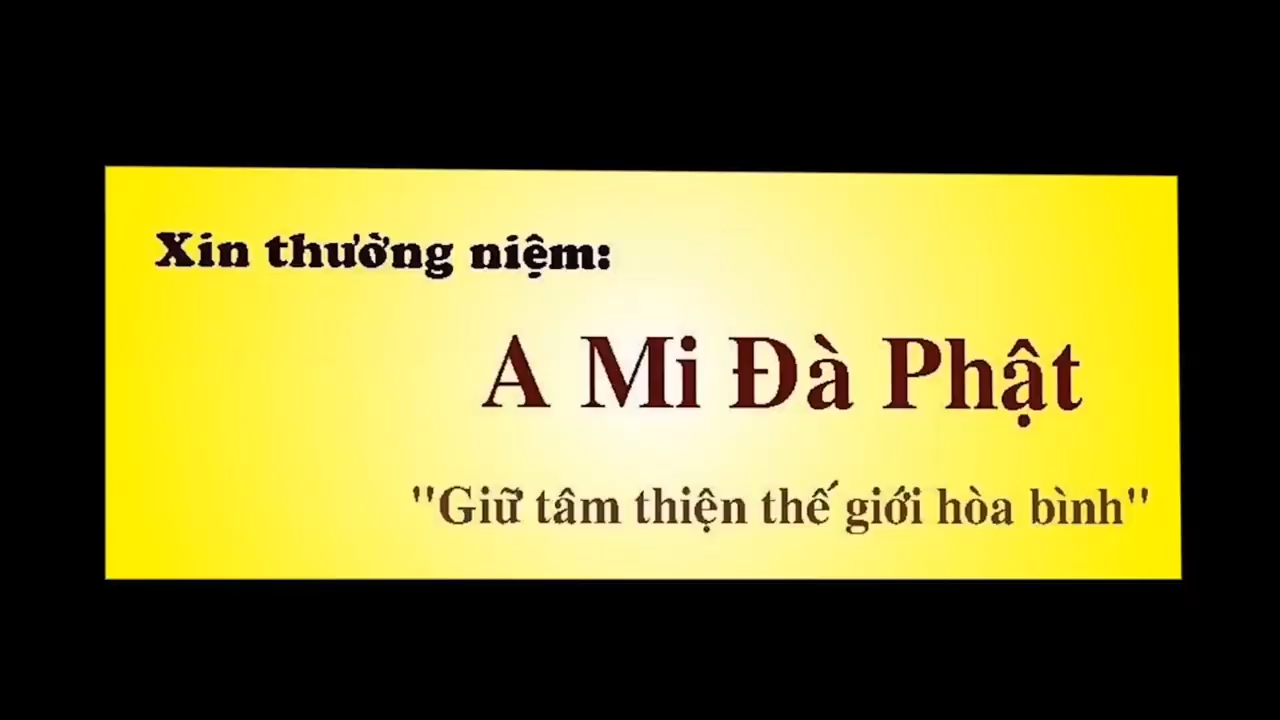 Xin thường niệm:
A Mi Đà Phật
"Giữ tâm thiện thế giới hòa bình"